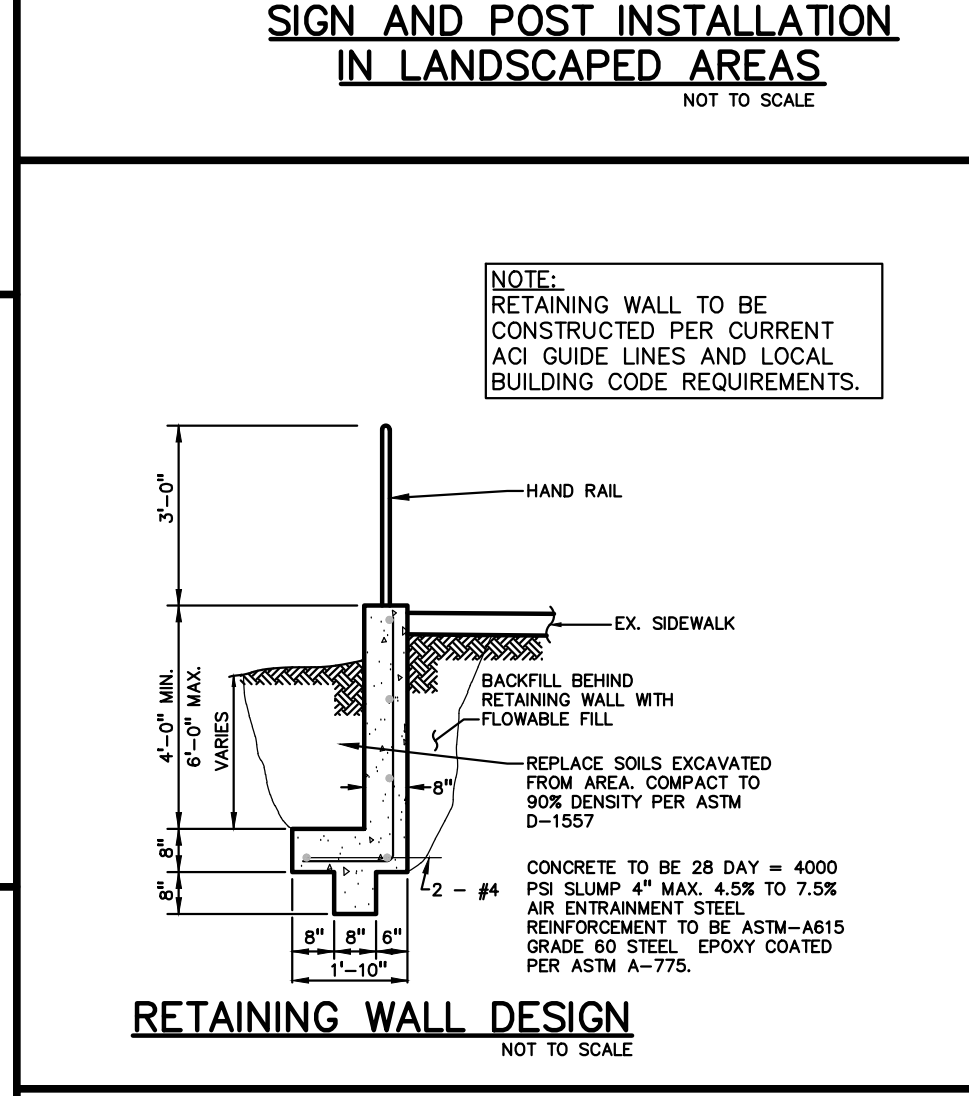 SIGN AND POST INSTALLATION
IN LANDSCAPED AREAS
NOT TO SCALE
NOTE:
RETAINING WALL TO BE
CONSTRUCTED PER CURRENT
ACI GUIDE LINES AND LOCAL
BUILDING CODE REQUIREMENTS.
3'-0"
HAND RAIL
EX. SIDEWALK
4'-0" MIN.
6'-0" MAX.
VARIES
BACKFILL BEHIND
RETAINING WALL WITH
FLOWABLE FILL
REPLACE SOILS EXCAVATED
FROM AREA. COMPACT TO
90% DENSITY PER ASTM
D-1557
8"
8"
8"
2 - #4
CONCRETE TO BE 28 DAY = 4000
PSI SLUMP 4" MAX. 4.5% TO 7.5%
AIR ENTRAINMENT STEEL
REINFORCEMENT TO BE ASTM-A615
GRADE 60 STEEL EPOXY COATED
PER ASTM A-775.
8" 8" 6"
1'-10"
RETAINING WALL DESIGN
NOT TO SCALE